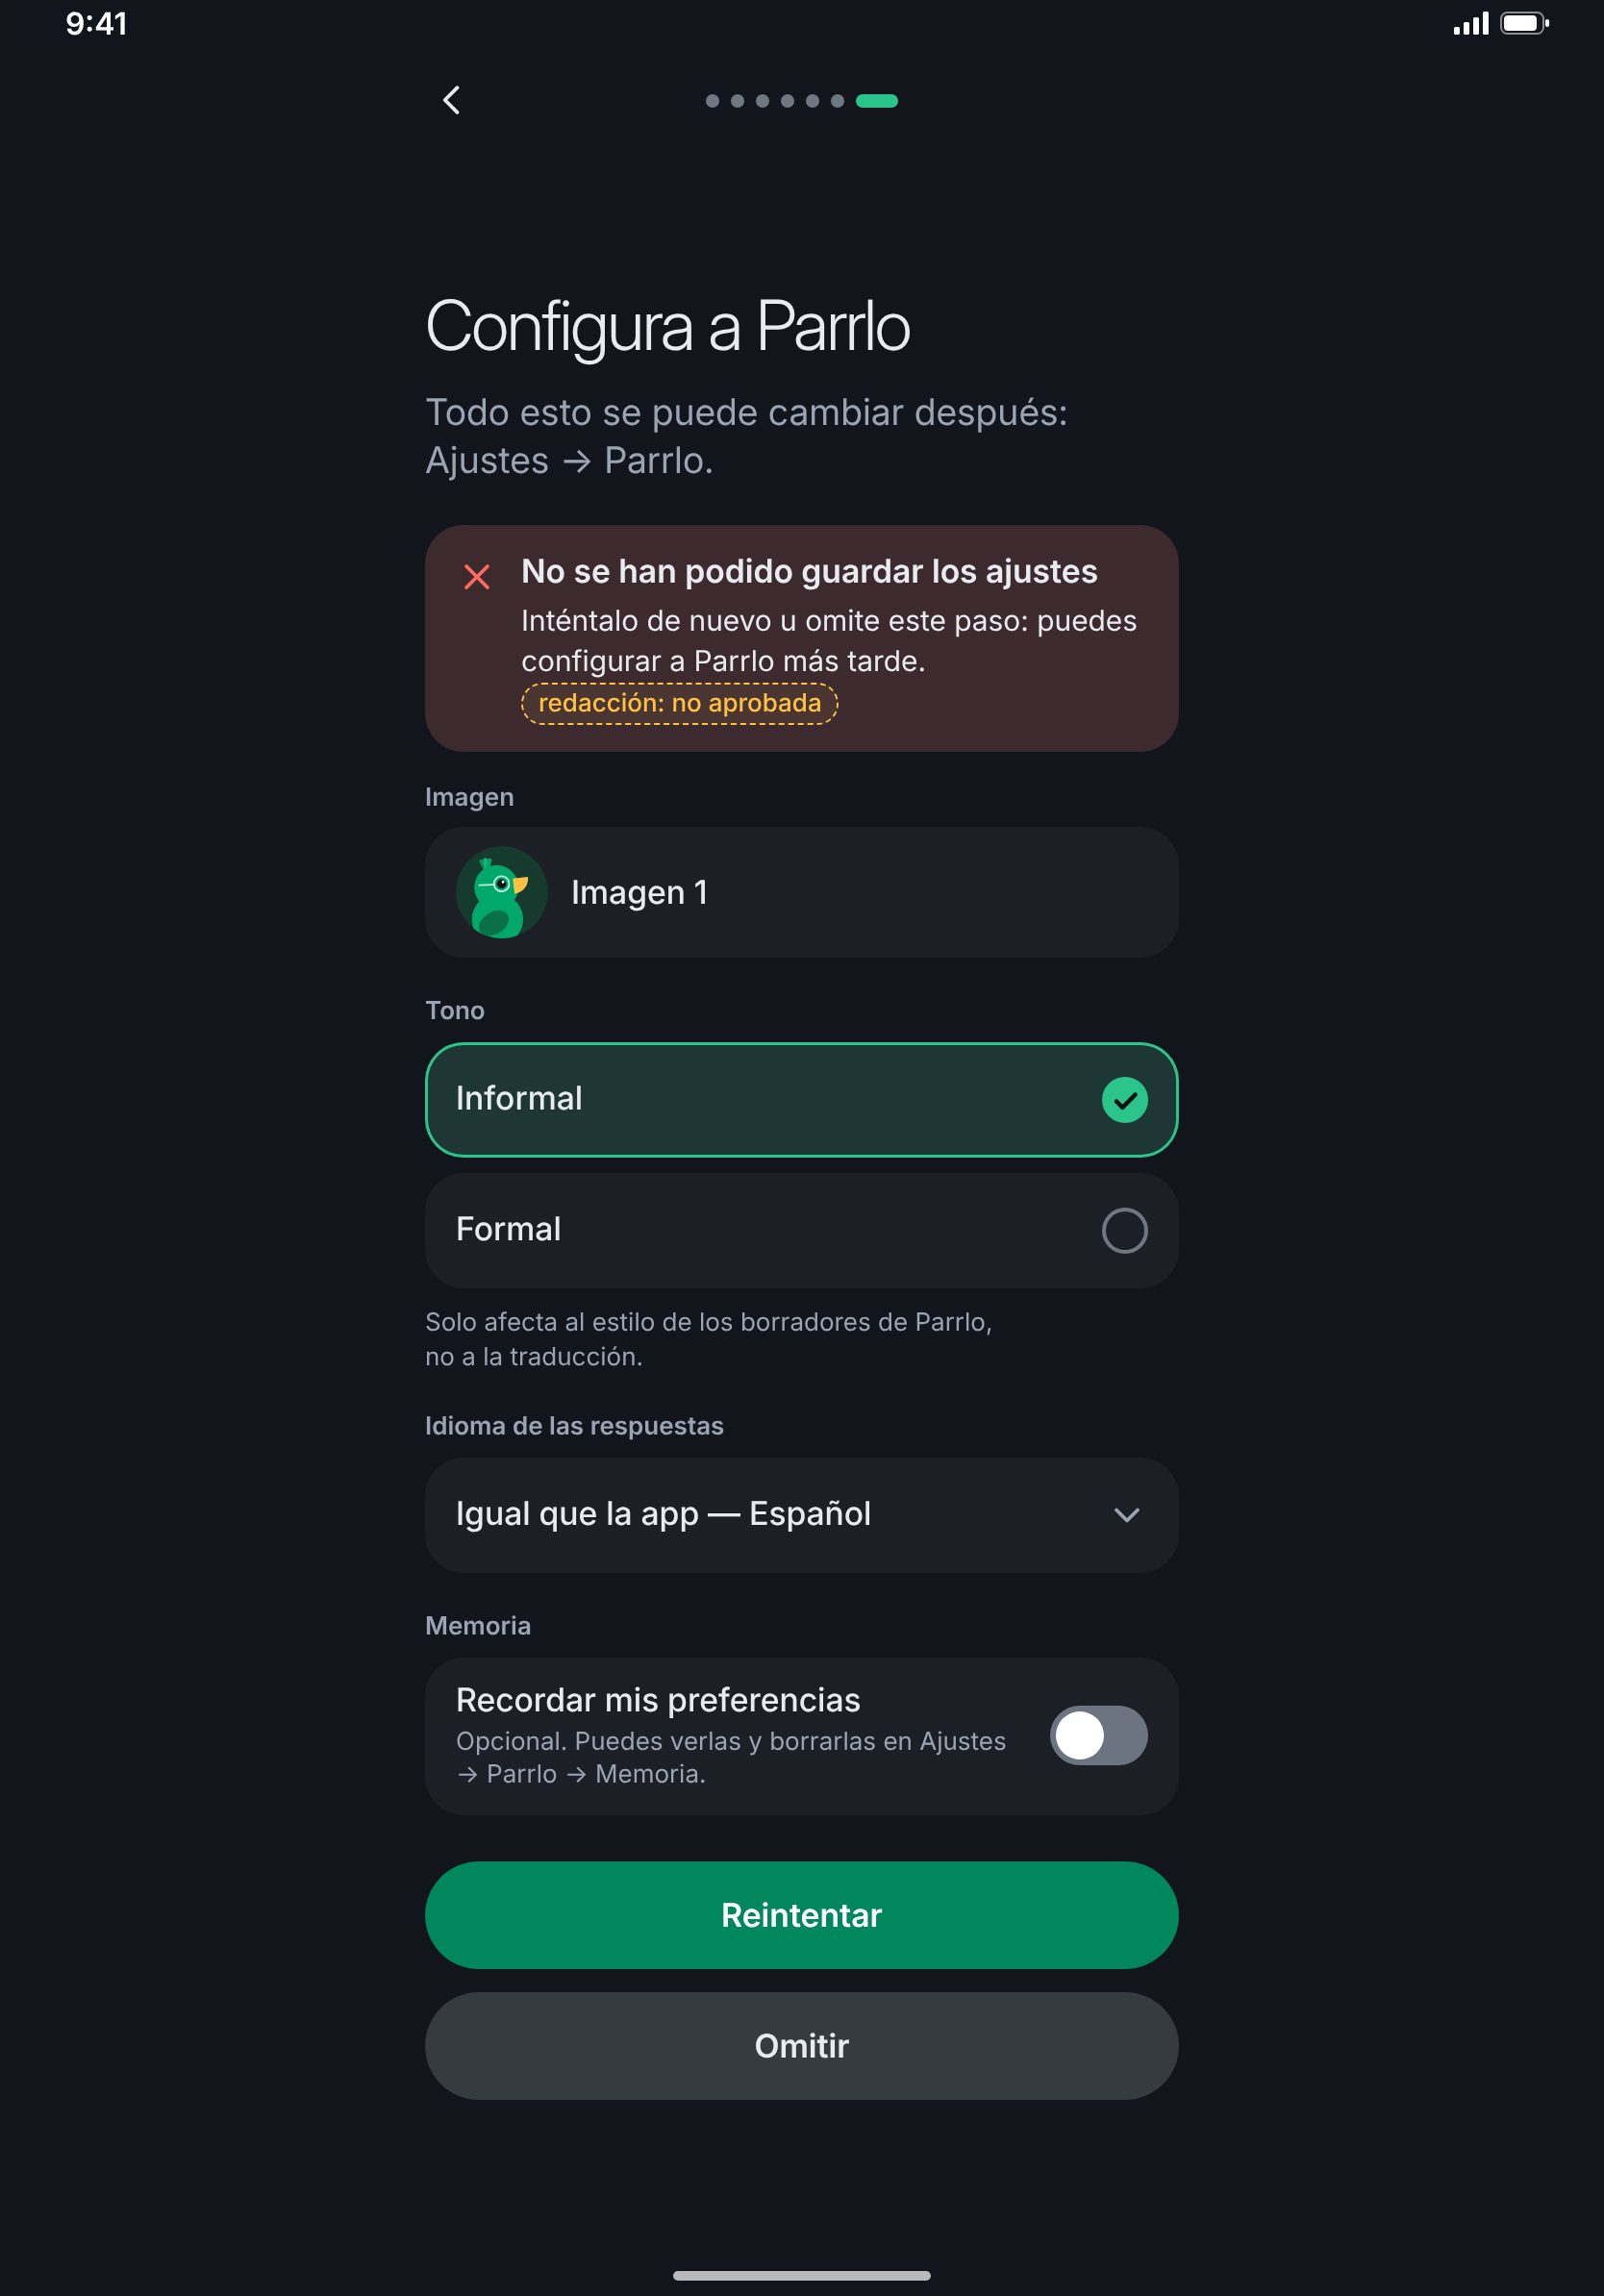 9:41
Configura a Parrlo
Todo esto se puede cambiar después:
Ajustes → Parrlo.
No se han podido guardar los ajustes
Inténtalo de nuevo u omite este paso: puedes
configurar a Parrlo más tarde.
redacción: no aprobada
Imagen
Imagen 1
Tono
Informal
Formal
Solo afecta al estilo de los borradores de Parrlo,
no a la traducción.
Idioma de las respuestas
Igual que la app — Español
Memoria
Recordar mis preferencias
Opcional. Puedes verlas y borrarlas en Ajustes
→ Parrlo → Memoria.
Reintentar
Omitir